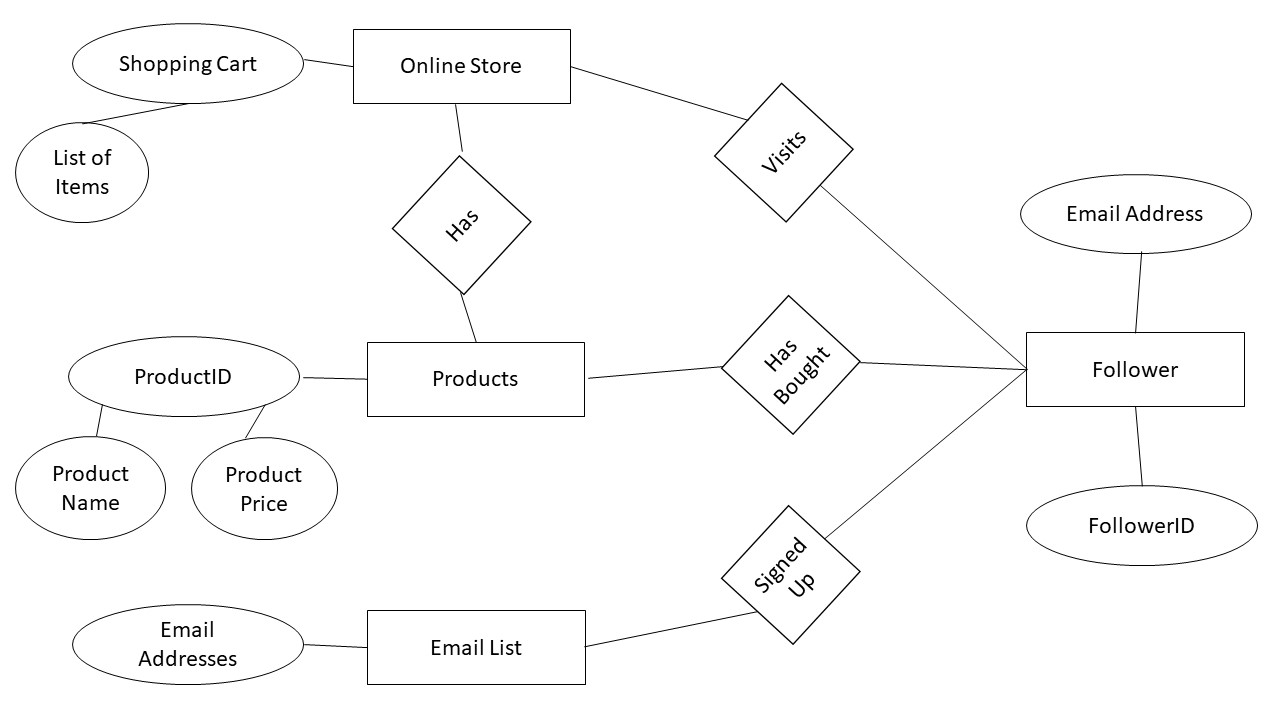 Shopping Cart
Online Store
List of
Items
Visits
Has
Email Address
ProductID
Products
Has
Bought
Follower
Product
Name
Product
Price
FollowerID
Signed
Up
Email
Addresses
Email List